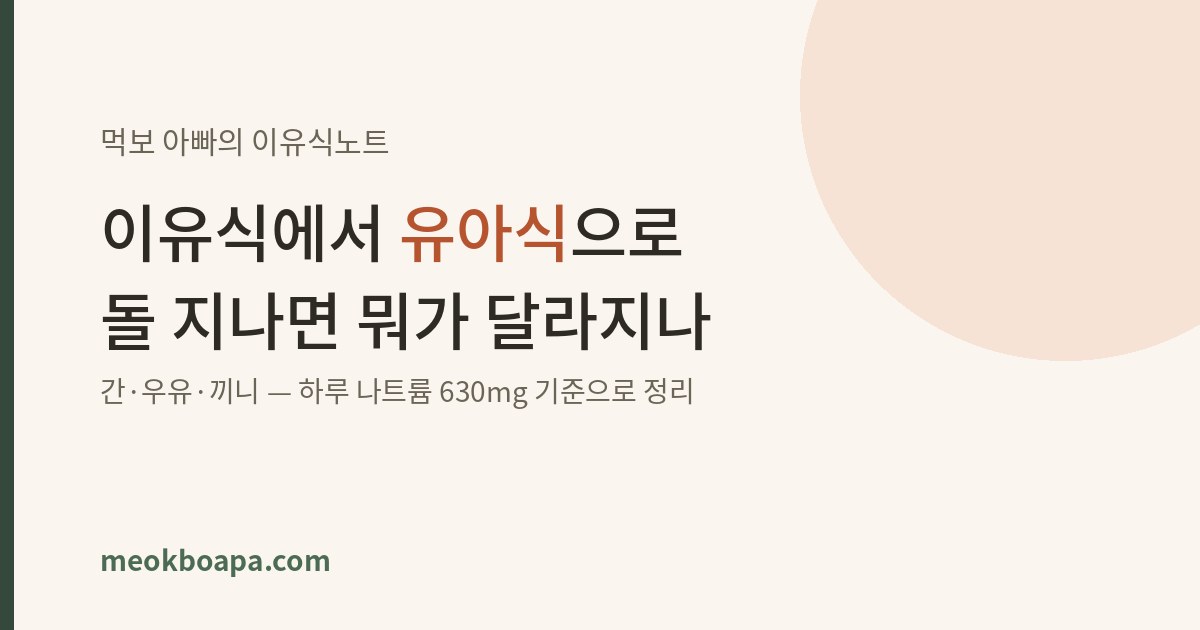 먹보 아빠의 이유식노트
이유식에서 유아식으로
돌 지나면 뭐가 달라지나
간·우유·끼니 — 하루 나트륨 630mg 기준으로 정리
meokboapa.com